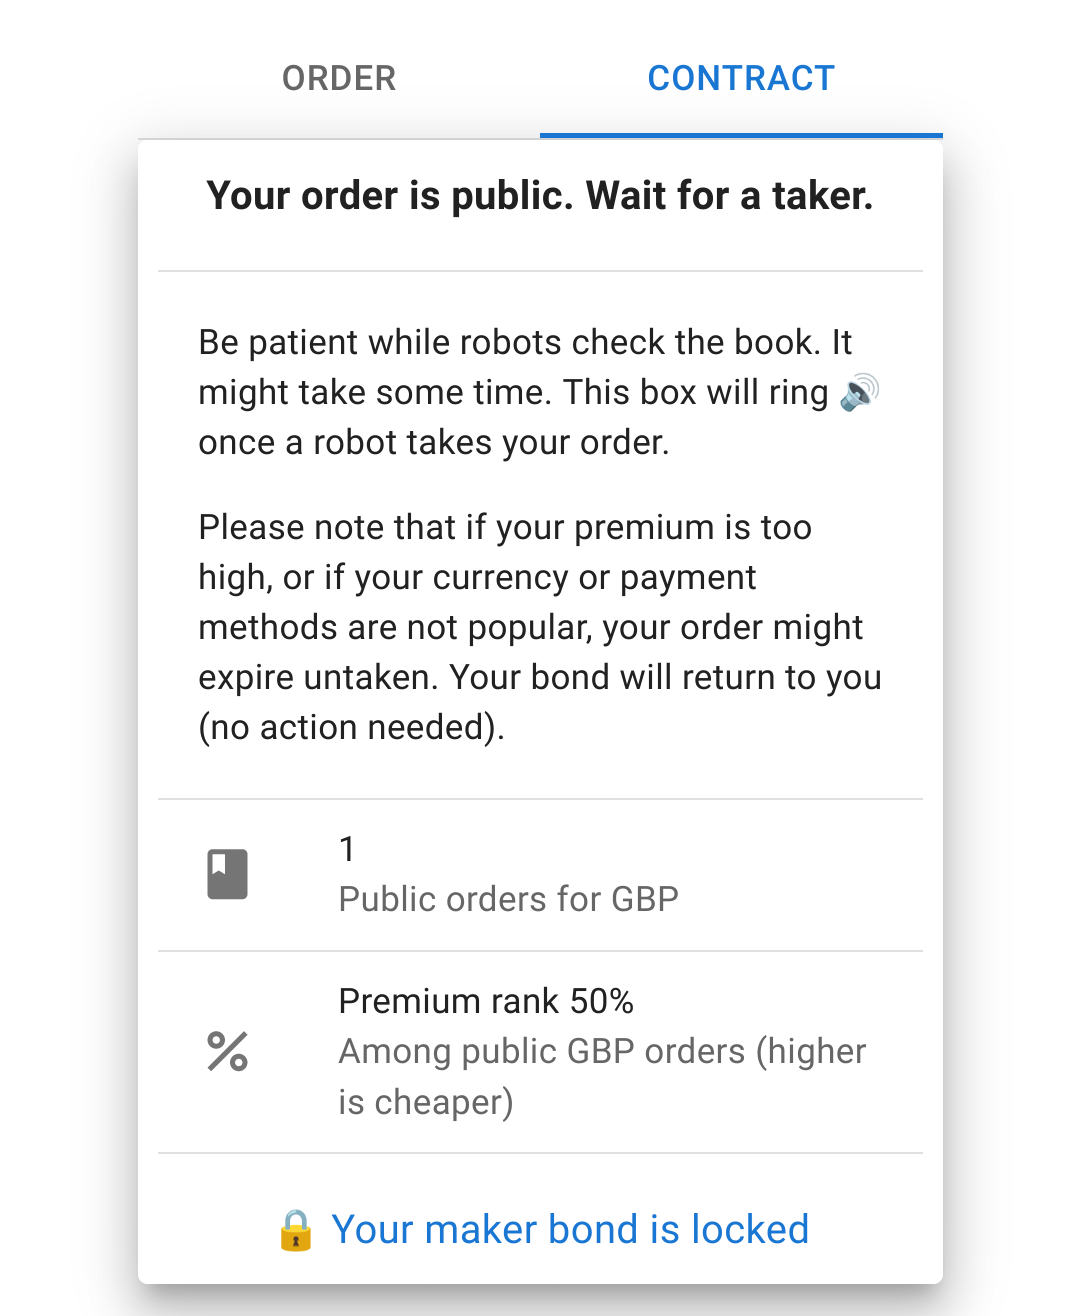 ORDER
CONTRACT
Your order is public. Wait for a taker.
Be patient while robots check the book. It
might take some time. This box will ring 🔊
once a robot takes your order.
Please note that if your premium is too
high, or if your currency or payment
methods are not popular, your order might
expire untaken. Your bond will return to you
(no action needed).
1
Public orders for GBP
Premium rank 50%
Among public GBP orders (higher
is cheaper)
🔒 Your maker bond is locked